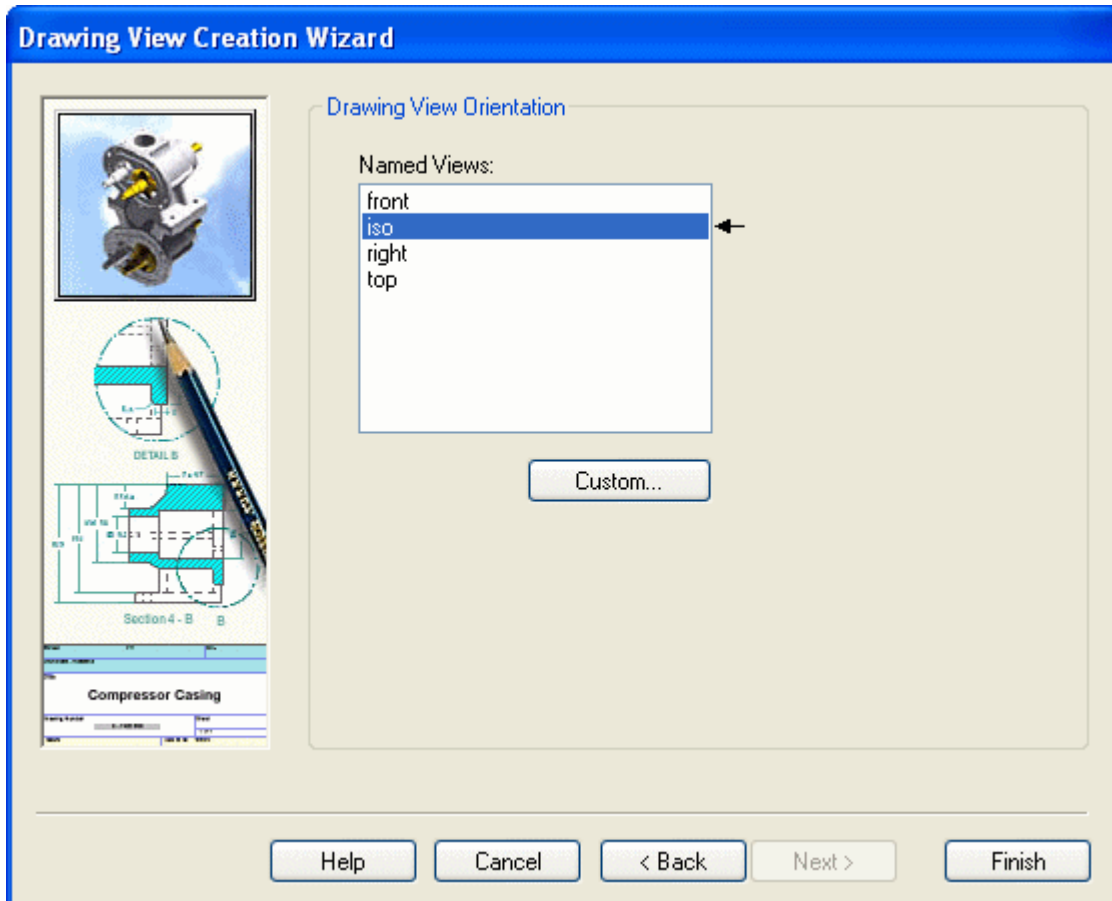 Drawing View Creation Wizard
Drawing View Orientation
Named Views:
front
iso
right
top
Custom...
DETAIL B
Section 4 - B B
Compressor Casing
Help Cancel < Back Next > Finish